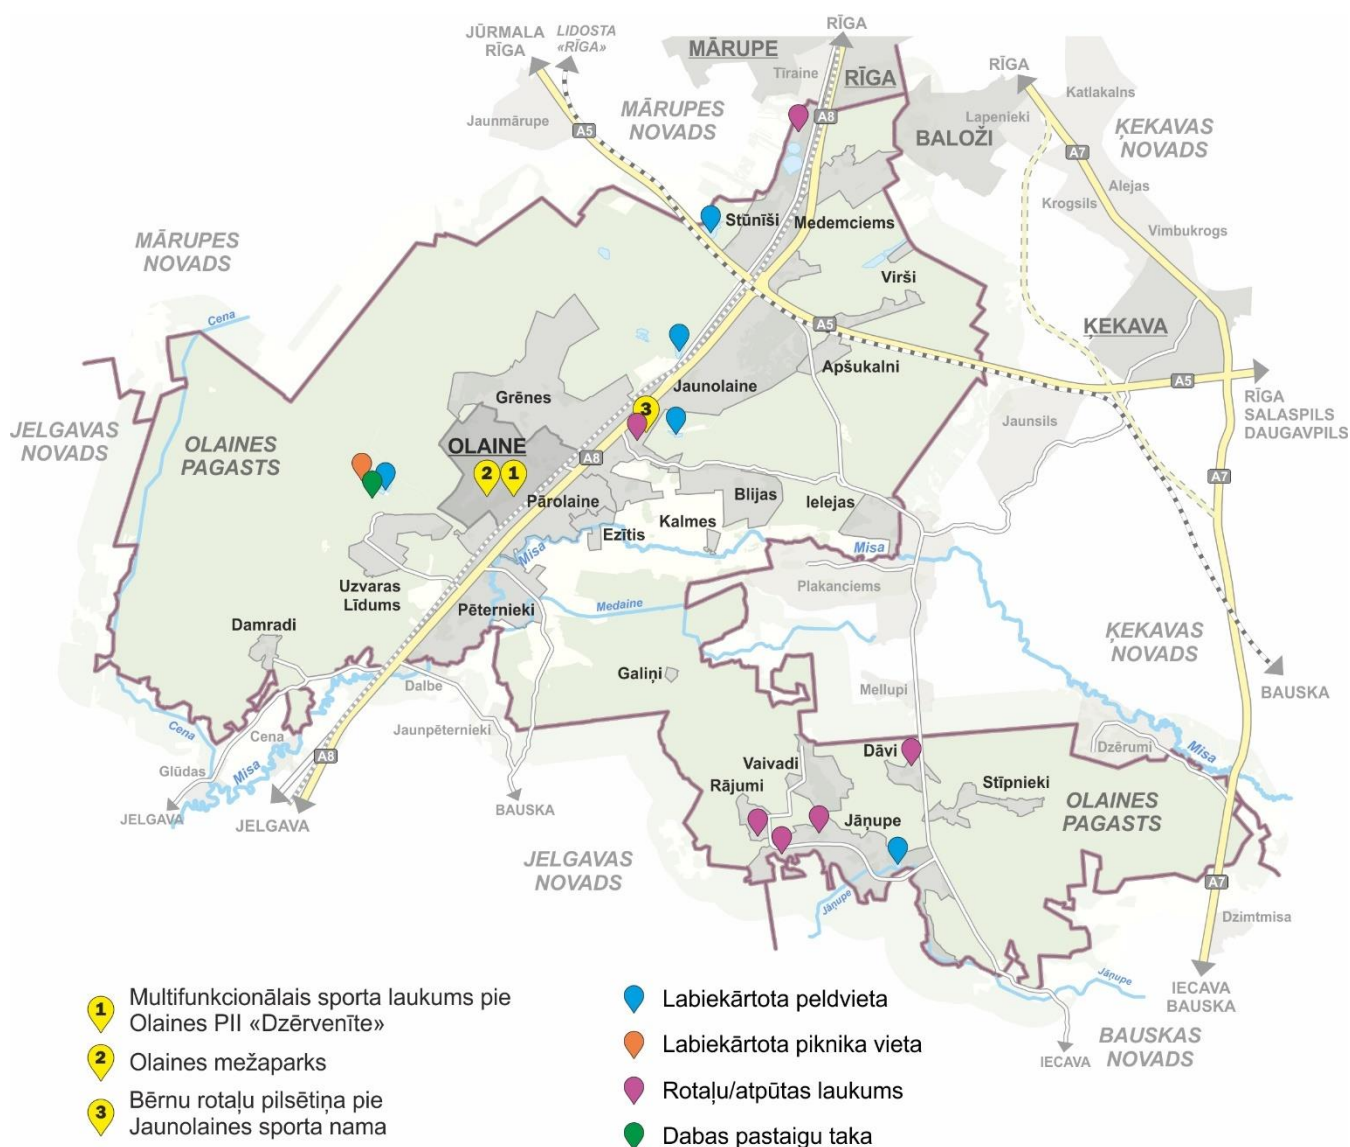 JŪRMALA
RĪGA
LIDOSTA
«RĪGA»
MĀRUPE
RĪGA
Tīraine
RĪGA
RĪGA
Katlakalns
Lapenieki
MĀRUPES
NOVADS
Jaunmārupe
A5
A8
BALOŽI
ĶEKAVAS
NOVADS
A7
Alejas
Krogsils
Vimbukrogs
Stūnīši
Medemciems
MĀRUPES
NOVADS
Virši
Cena
A5
ĶEKAVA
Apšukalni
Jaunolaine
A5
RĪGA
SALASPILS
DAUGAVPILS
Grēnes
3
Jaunsils
JELGAVAS
NOVADS
OLAINES
PAGASTS
OLAINE
A8
2
1
A7
Pārolaine
Blijas
Ielejas
Kalmes
Ezītis
Misa
Misa
Uzvaras
Līdums
Plakanciems
Pēternieki
Medaine
Damradi
ĶEKAVAS
NOVADS
Galiņi
Dalbe
Mellupi
BAUSKA
Cena
Cena
Jaunpēternieki
Glūdas
Misa
A8
Dzērumi
Misa
Dāvi
Vaivadi
Rājumi
Stīpnieki
OLAINES
PAGASTS
JELGAVA
JELGAVA
BAUSKA
Jāņupe
JELGAVAS
NOVADS
A7
Jāņupe
Dzimtmisa
Jāņupe
IECAVA
BAUSKA
BAUSKAS
NOVADS
IECAVA
1
Multifunkcionālais sporta laukums pie
Olaines PII «Dzērvenīte»
2
Olaines mežaparks
3
Bērnu rotaļu pilsētiņa pie
Jaunolaines sporta nama
Labiekārtota peldvieta
Labiekārtota piknika vieta
Rotaļu/atpūtas laukums
Dabas pastaigu taka